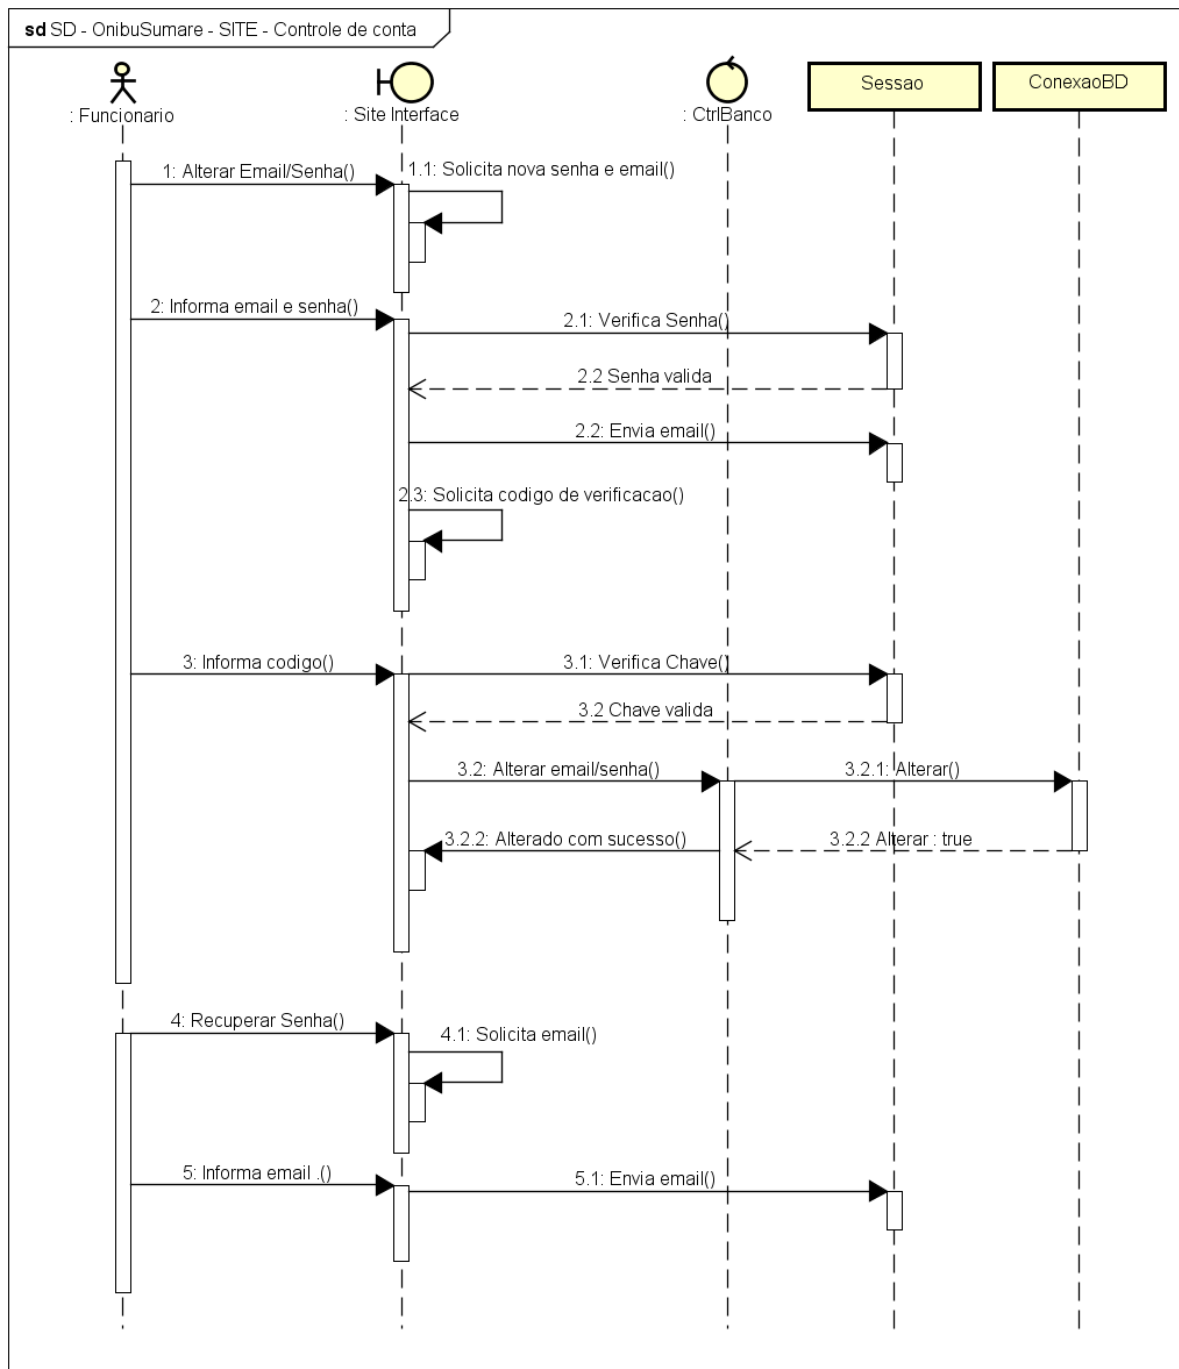 sd SD - OnibuSumare - SITE - Controle de conta
: Funcionario
: Site Interface
: CtrlBanco
Sessao
ConexaoBD
1: Alterar Email/Senha()
1.1: Solicita nova senha e email()
2: Informa email e senha()
2.1: Verifica Senha()
2.2 Senha valida
2.2: Envia email()
2.3: Solicita codigo de verificacao()
3: Informa codigo()
3.1: Verifica Chave()
3.2 Chave valida
3.2: Alterar email/senha()
3.2.1: Alterar()
3.2.2: Alterado com sucesso()
3.2.2 Alterar : true
4: Recuperar Senha()
4.1: Solicita email()
5: Informa email .()
5.1: Envia email()